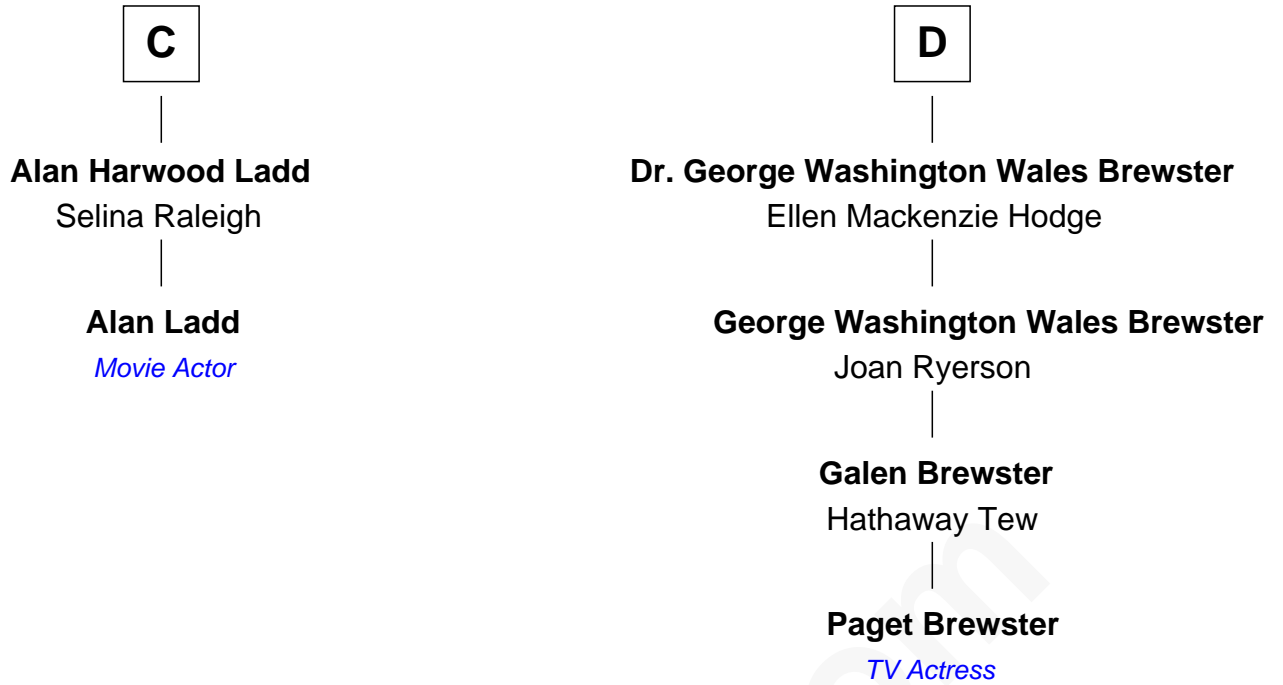 C
Alan Harwood Ladd
Selina Raleigh
Alan Ladd
Movie Actor
D
Dr. George Washington Wales Brewster
Ellen Mackenzie Hodge
George Washington Wales Brewster
Joan Ryerson
Galen Brewster
Hathaway Tew
Paget Brewster
TV Actress